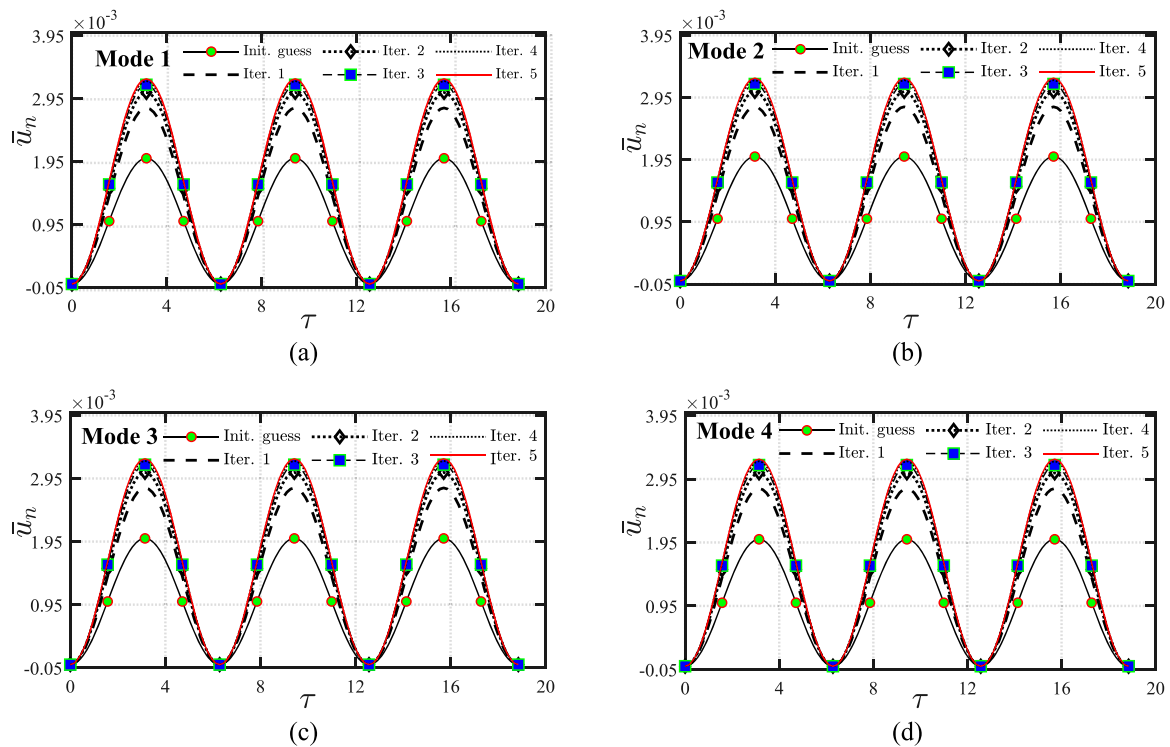 ×10⁻³
3.95
Mode 1 Init. guess Iter. 2 Iter. 4
Iter. 1 Iter. 3 Iter. 5
2.95
1.95
0.95
-0.05
ūₙ
0 4 8 12 16 20
τ
(a)
×10⁻³
3.95
Mode 2 Init. guess Iter. 2 Iter. 4
Iter. 1 Iter. 3 Iter. 5
2.95
1.95
0.95
-0.05
ūₙ
0 4 8 12 16 20
τ
(b)
×10⁻³
3.95
Mode 3 Init. guess Iter. 2 Iter. 4
Iter. 1 Iter. 3 Iter. 5
2.95
1.95
0.95
-0.05
ūₙ
0 4 8 12 16 20
τ
(c)
×10⁻³
3.95
Mode 4 Init. guess Iter. 2 Iter. 4
Iter. 1 Iter. 3 Iter. 5
2.95
1.95
0.95
-0.05
ūₙ
0 4 8 12 16 20
τ
(d)